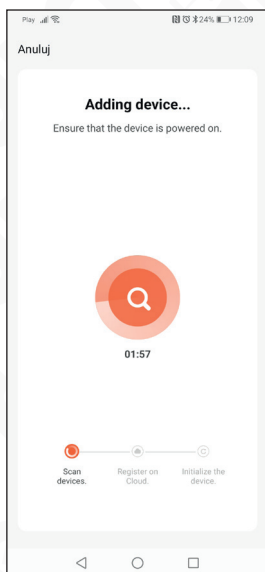 Play 24% 12:09
Anuluj
Adding device...
Ensure that the device is powered on.
01:57
Scan
devices.
Register on
Cloud.
Initialize the
device.